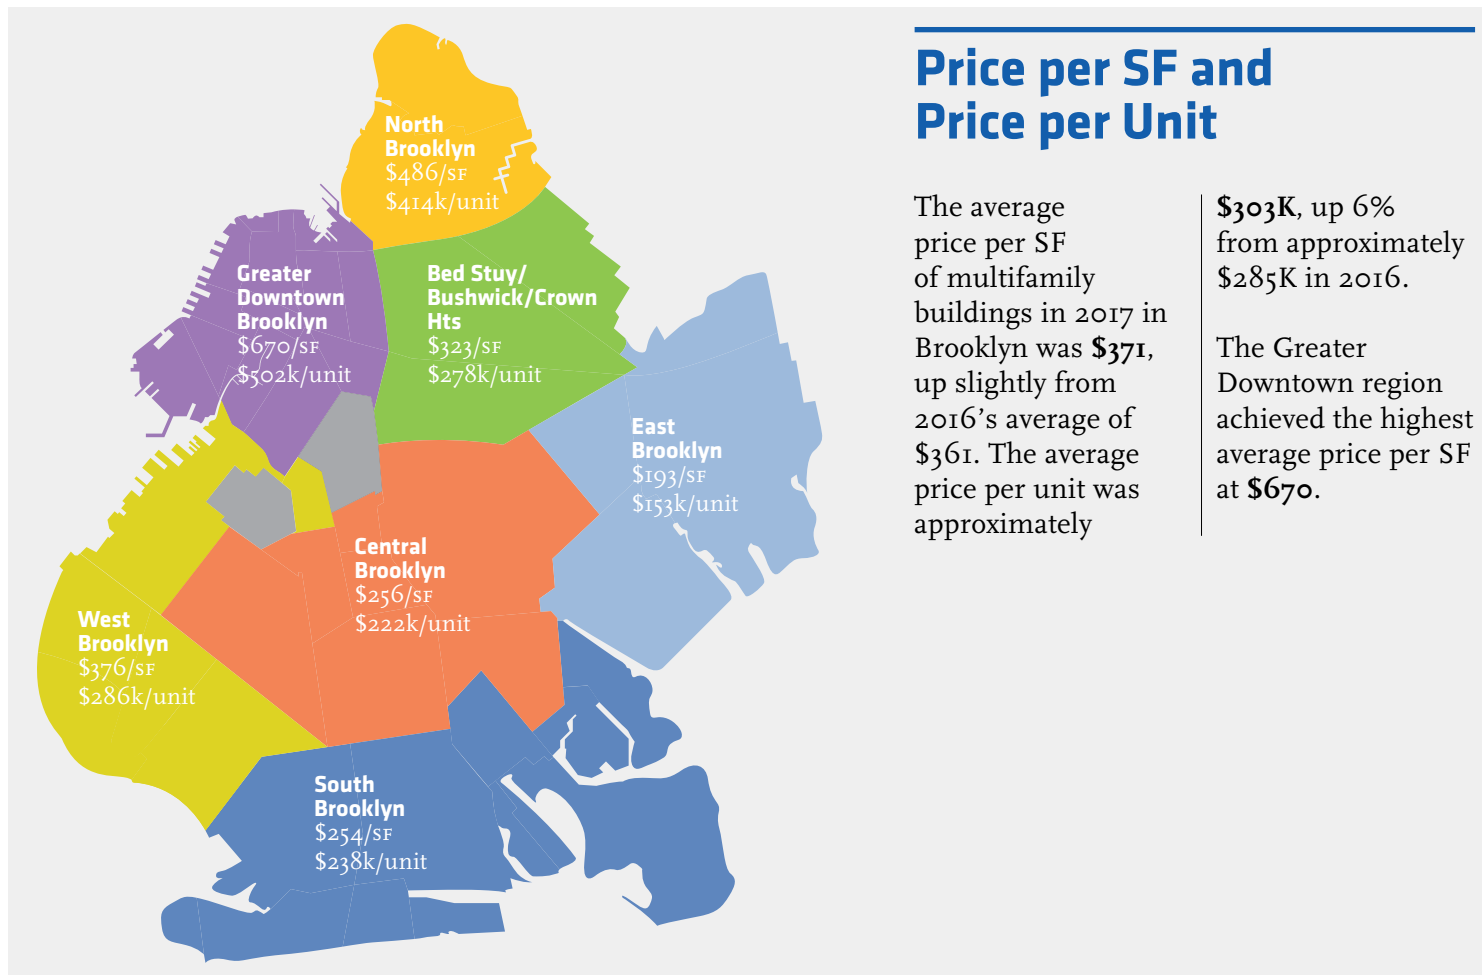 North
Brooklyn
$486/SF
$414k/unit
Greater
Downtown
Brooklyn
$670/SF
$502k/unit
Bed Stuy/
Bushwick/Crown
Hts
$323/SF
$278k/unit
East
Brooklyn
$193/SF
$153k/unit
Central
Brooklyn
$256/SF
$222k/unit
West
Brooklyn
$376/SF
$286k/unit
South
Brooklyn
$254/SF
$238k/unit
Price per SF and
Price per Unit
The average
price per SF
of multifamily
buildings in 2017 in
Brooklyn was $371,
up slightly from
2016’s average of
$361. The average
price per unit was
approximately
$303K, up 6%
from approximately
$285K in 2016.
The Greater
Downtown region
achieved the highest
average price per SF
at $670.